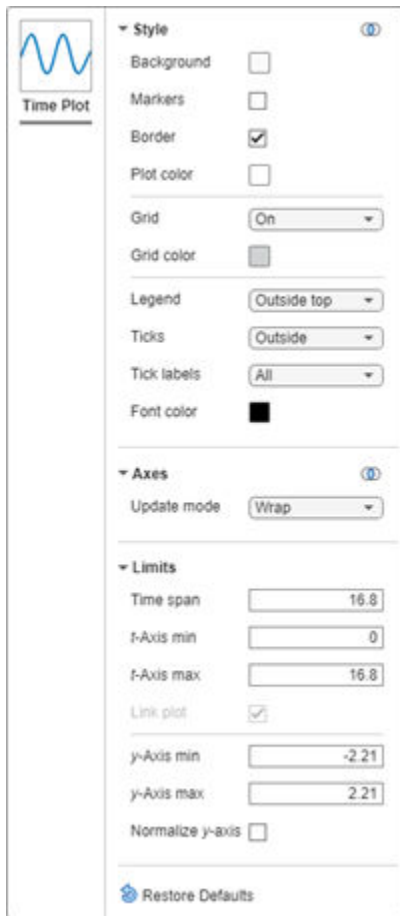 Time Plot
Style
Background
Markers
Border
Plot color
Grid On
Grid color
Legend Outside top
Ticks Outside
Tick labels All
Font color
Axes
Update mode Wrap
Limits
Time span 16.8
t-Axis min 0
t-Axis max 16.8
Link plot
y-Axis min -2.21
y-Axis max 2.21
Normalize y-axis
Restore Defaults